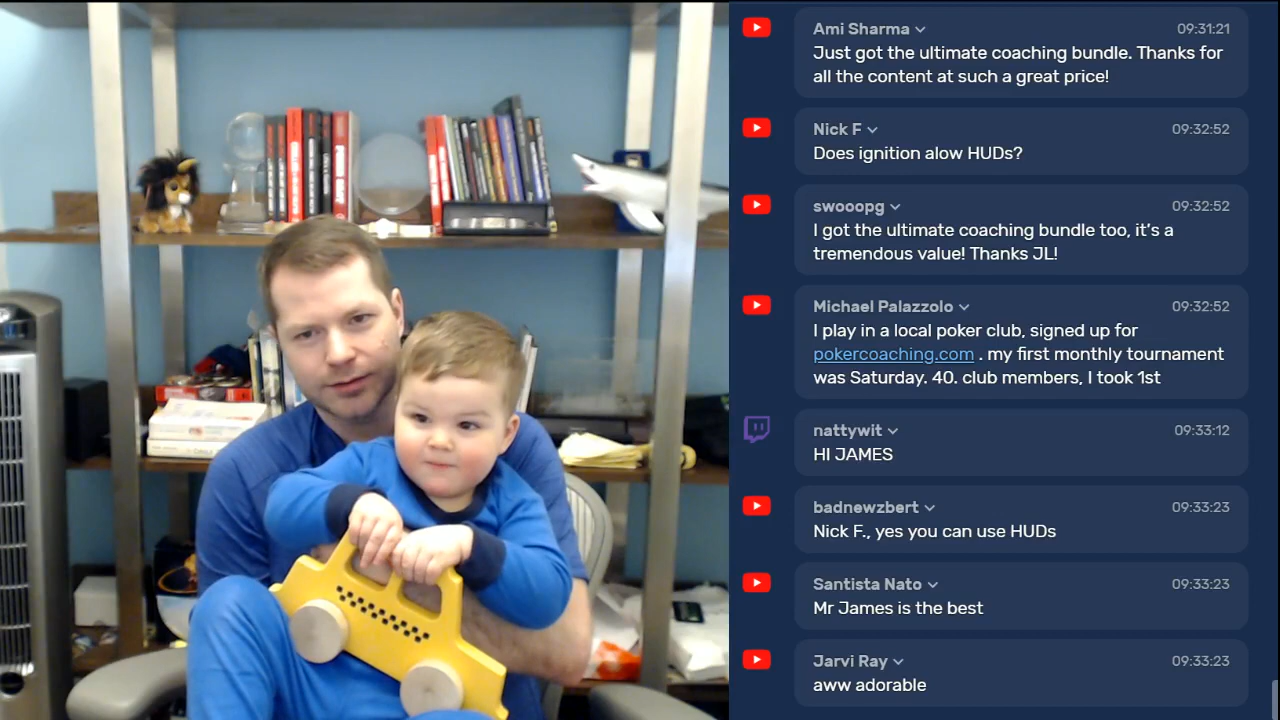 Ami Sharma 09:31:21
Just got the ultimate coaching bundle. Thanks for
all the content at such a great price!
Nick F 09:32:52
Does ignition alow HUDs?
swooopg 09:32:52
I got the ultimate coaching bundle too, it's a
tremendous value! Thanks JL!
Michael Palazzolo 09:32:52
I play in a local poker club, signed up for
pokercoaching.com . my first monthly tournament
was Saturday. 40. club members, I took 1st
nattywit 09:33:12
HI JAMES
badnewzbert 09:33:23
Nick F., yes you can use HUDs
Santista Nato 09:33:23
Mr James is the best
Jarvi Ray 09:33:23
aww adorable